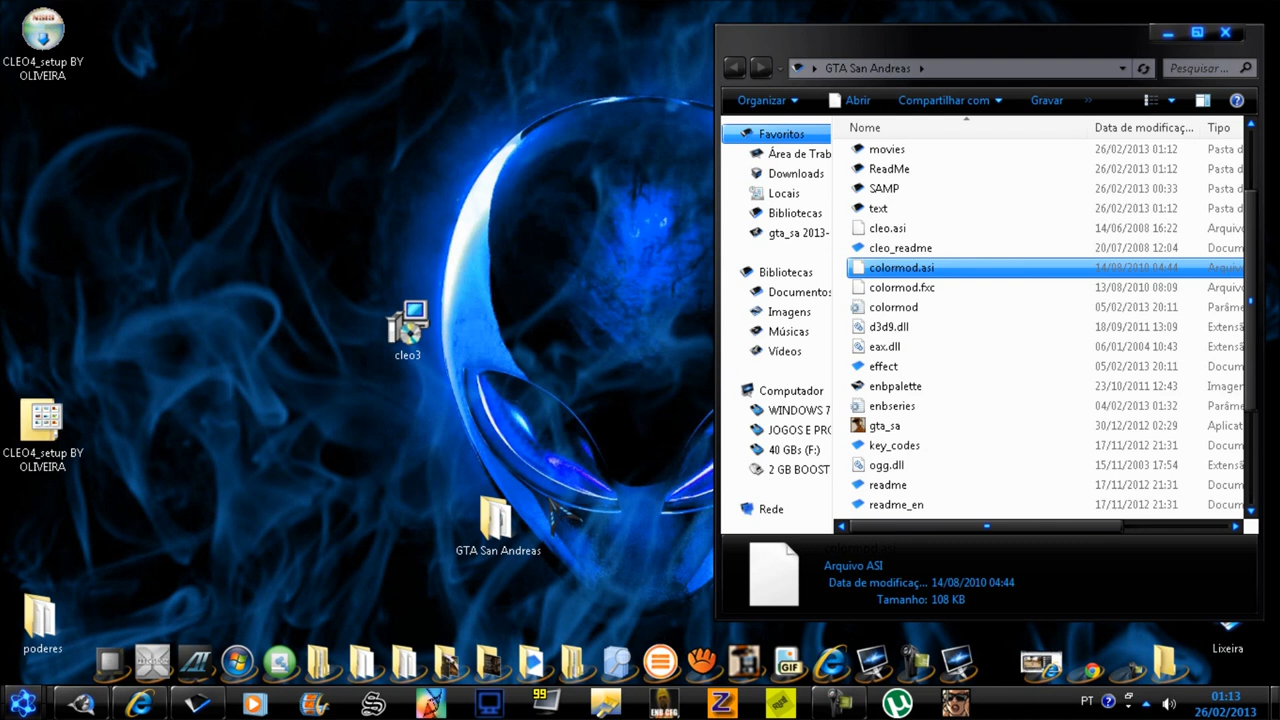 NSIS
CLEO4_setup BY
OLIVEIRA
cleo3
CLEO4_setup BY
OLIVEIRA
GTA San Andreas
poderes
Lixeira
GTA San Andreas
Pesquisar...
Organizar
Abrir
Compartilhar com
Gravar
»
?
Favoritos
Área de Trab
Downloads
Locais
Bibliotecas
gta_sa 2013-
Bibliotecas
Documentos
Imagens
Músicas
Vídeos
Computador
WINDOWS 7
JOGOS E PRO
40 GBs (F:)
2 GB BOOST
Rede
Nome Data de modificaç... Tipo
movies 26/02/2013 01:12 Pasta d
ReadMe 26/02/2013 01:12 Pasta d
SAMP 26/02/2013 00:33 Pasta d
text 26/02/2013 01:12 Pasta d
cleo.asi 14/06/2008 16:22 Arquivo
cleo_readme 20/07/2008 12:04 Docum
colormod.asi 14/08/2010 04:44 Arquivo
colormod.fxc 13/08/2010 08:09 Arquivo
colormod 05/02/2013 20:11 Parâme
d3d9.dll 18/09/2011 13:09 Extensã
eax.dll 06/01/2004 10:43 Extensã
effect 05/02/2013 20:11 Docum
enbpalette 23/10/2011 12:43 Imagen
enbseries 04/02/2013 01:32 Parâme
gta_sa 30/12/2012 02:29 Aplicat
key_codes 17/11/2012 21:31 Docum
ogg.dll 15/11/2003 17:54 Extensã
readme 17/11/2012 21:31 Docum
readme_en 17/11/2012 21:31 Docum
colormod.asi
Arquivo ASI
Data de modificaç... 14/08/2010 04:44
Tamanho: 108 KB
GIF
99
PT
?
01:13
26/02/2013